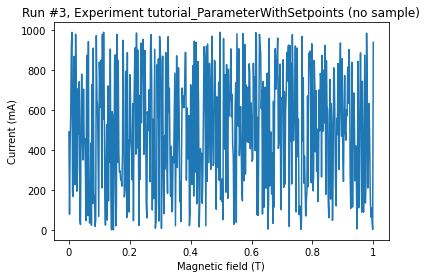 Run #3, Experiment tutorial_ParameterWithSetpoints (no sample)
1000
800
600
400
200
0
Current (mA)
0 0.2 0.4 0.6 0.8 1
Magnetic field (T)